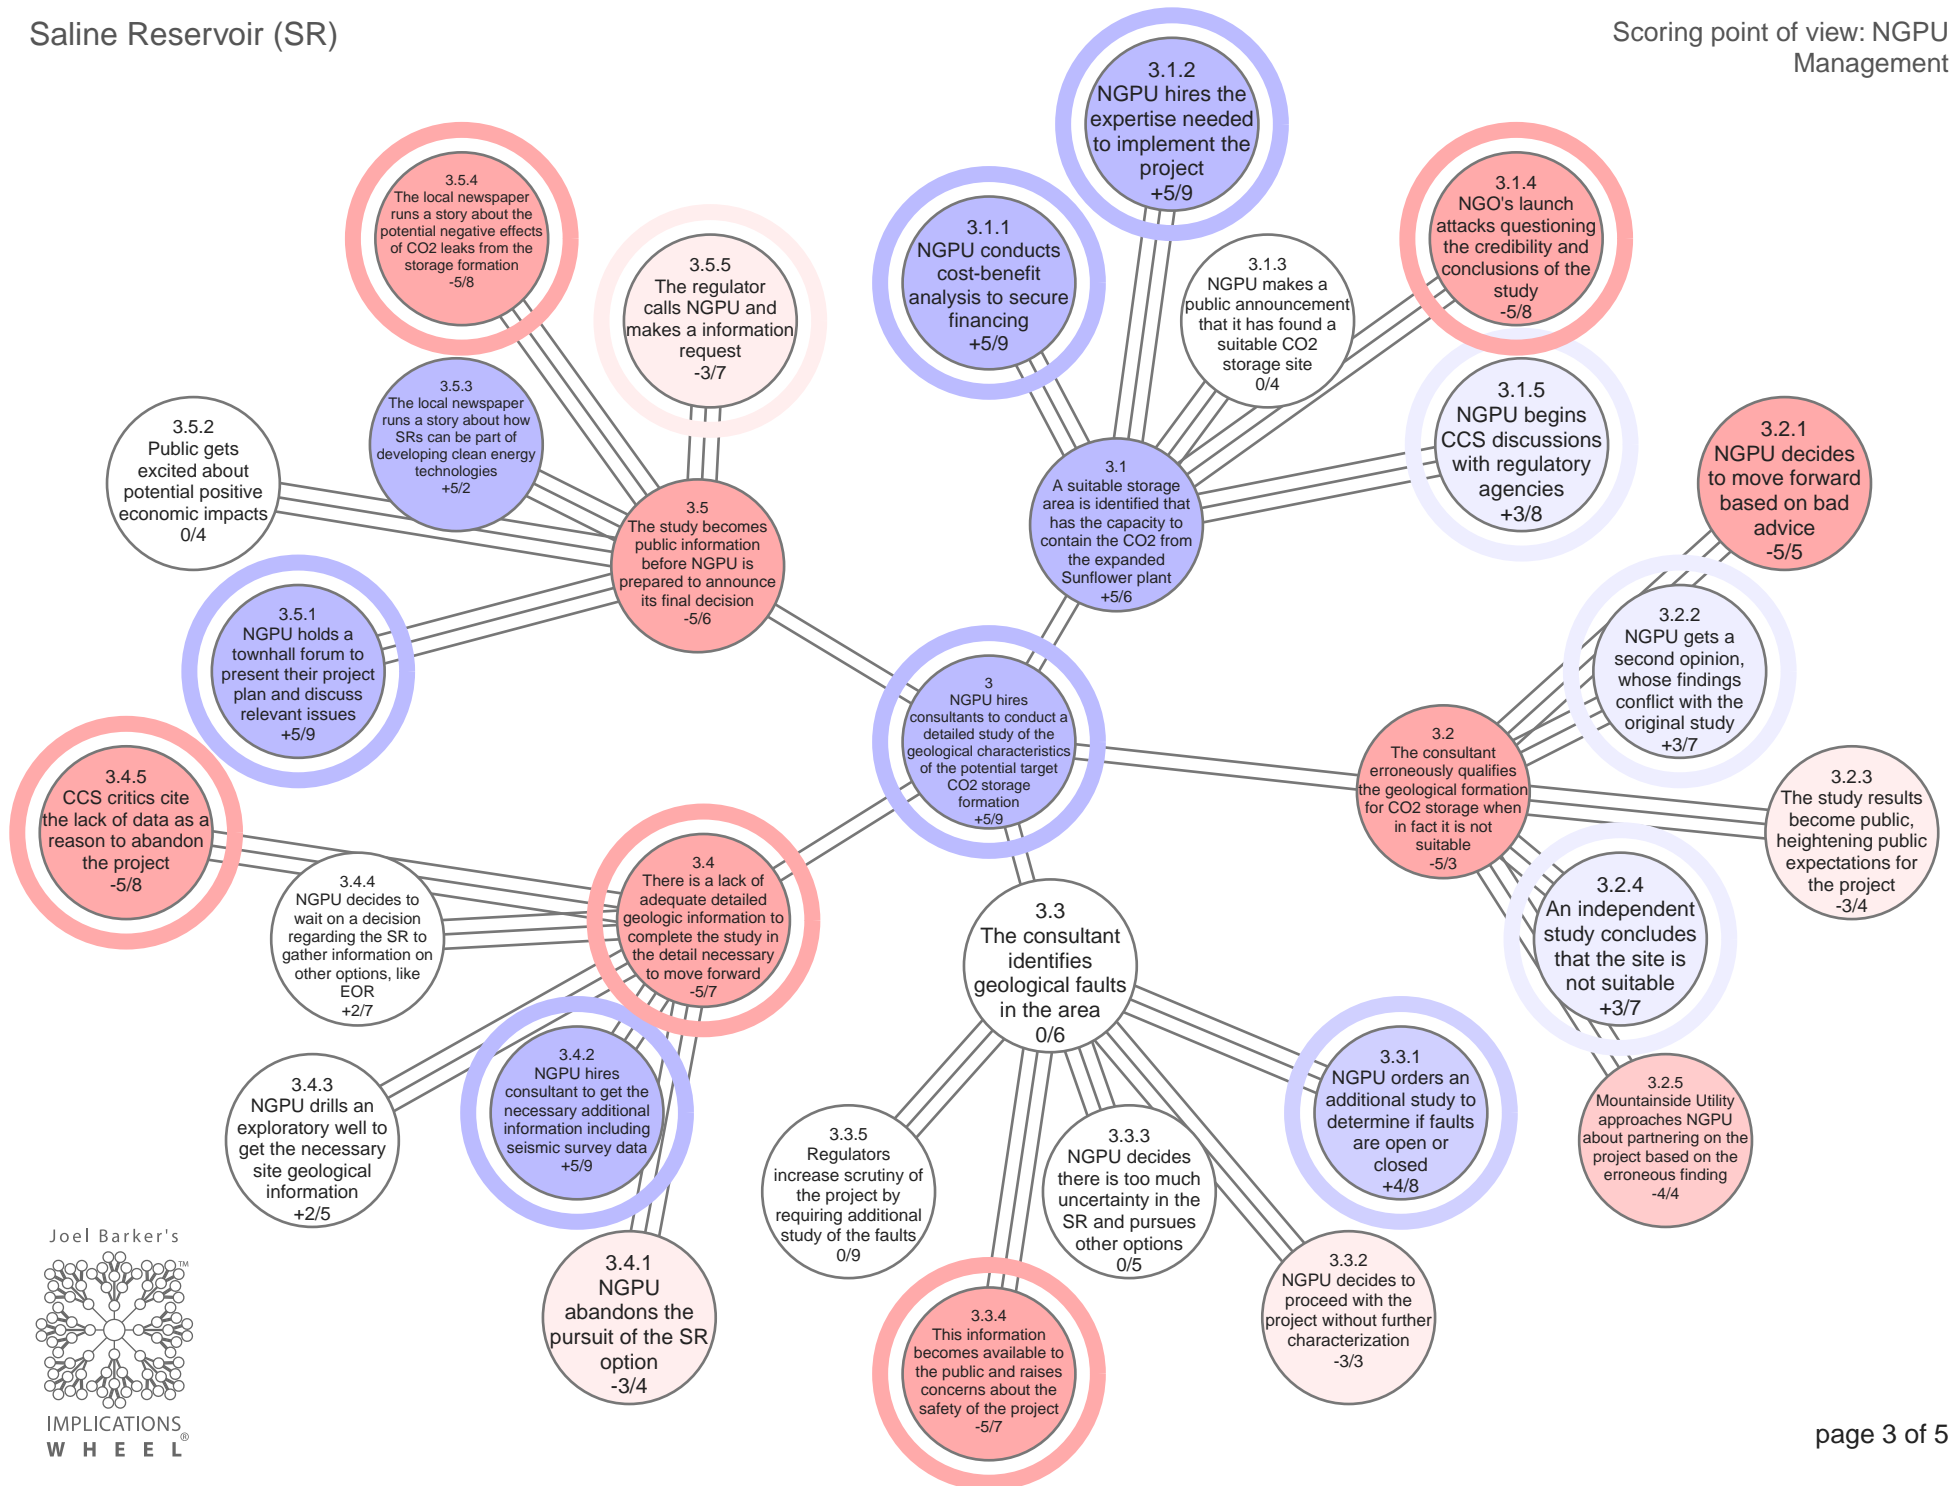 Saline Reservoir (SR)
Scoring point of view: NGPU
Management
3.1.2
NGPU hires the
expertise needed
to implement the
project
+5/9
3.5.4
The local newspaper
runs a story about the
potential negative effects
of CO2 leaks from the
storage formation
-5/8
3.1.4
NGO's launch
attacks questioning
the credibility and
conclusions of the
study
-5/8
3.1.1
NGPU conducts
cost-benefit
analysis to secure
financing
+5/9
3.5.5
The regulator
calls NGPU and
makes a information
request
-3/7
3.1.3
NGPU makes a
public announcement
that it has found a
suitable CO2
storage site
0/4
3.5.3
The local newspaper
runs a story about how
SRs can be part of
developing clean energy
technologies
+5/2
3.1.5
NGPU begins
CCS discussions
with regulatory
agencies
+3/8
3.5.2
Public gets
excited about
potential positive
economic impacts
0/4
3.2.1
NGPU decides
to move forward
based on bad
advice
-5/5
3.1
A suitable storage
area is identified that
has the capacity to
contain the CO2 from
the expanded
Sunflower plant
+5/6
3.5
The study becomes
public information
before NGPU is
prepared to announce
its final decision
-5/6
3.5.1
NGPU holds a
townhall forum to
present their project
plan and discuss
relevant issues
+5/9
3.2.2
NGPU gets a
second opinion,
whose findings
conflict with the
original study
+3/7
3
NGPU hires
consultants to conduct a
detailed study of the
geological characteristics
of the potential target
CO2 storage
formation
+5/9
3.2
The consultant
erroneously qualifies
the geological formation
for CO2 storage when
in fact it is not
suitable
-5/3
3.4.5
CCS critics cite
the lack of data as a
reason to abandon
the project
-5/8
3.2.3
The study results
become public,
heightening public
expectations for
the project
-3/4
3.4.4
NGPU decides to
wait on a decision
regarding the SR to
gather information on
other options, like
EOR
+2/7
3.4
There is a lack of
adequate detailed
geologic information to
complete the study in
the detail necessary
to move forward
-5/7
3.3
The consultant
identifies
geological faults
in the area
0/6
3.2.4
An independent
study concludes
that the site is
not suitable
+3/7
3.4.3
NGPU drills an
exploratory well to
get the necessary
site geological
information
+2/5
3.4.2
NGPU hires
consultant to get the
necessary additional
information including
seismic survey data
+5/9
3.3.1
NGPU orders an
additional study to
determine if faults
are open or
closed
+4/8
3.2.5
Mountainside Utility
approaches NGPU
about partnering on the
project based on the
erroneous finding
-4/4
3.3.5
Regulators
increase scrutiny of
the project by
requiring additional
study of the faults
0/9
3.3.3
NGPU decides
there is too much
uncertainty in the
SR and pursues
other options
0/5
3.4.1
NGPU
abandons the
pursuit of the SR
option
-3/4
3.3.2
NGPU decides to
proceed with the
project without further
characterization
-3/3
3.3.4
This information
becomes available to
the public and raises
concerns about the
safety of the project
-5/7
Joel Barker's
TM
IMPLICATIONS
WHEEL®
page 3 of 5